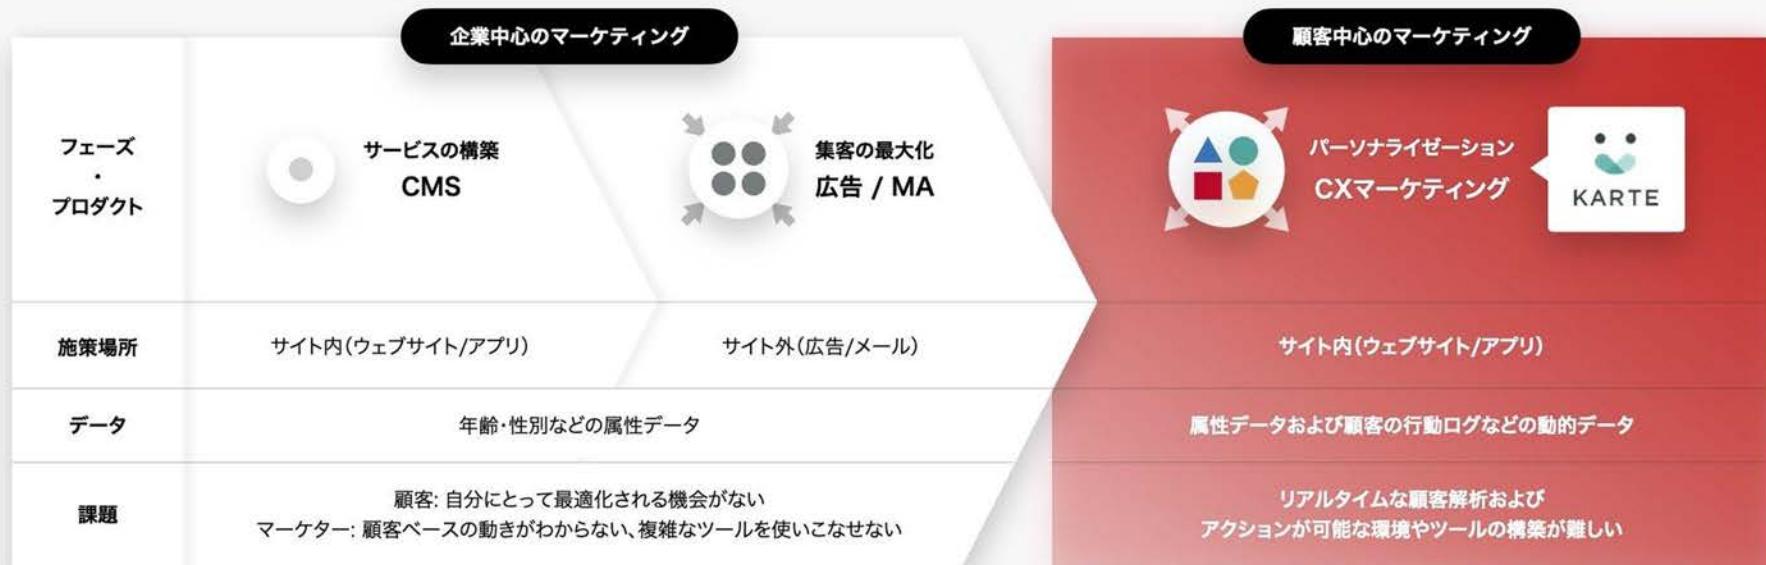 企業中心のマーケティング
顧客中心のマーケティング
フェーズ
・
プロダクト
サービスの構築
CMS
集客の最大化
広告 / MA
パーソナライゼーション
CXマーケティング
KARTE
施策場所
サイト内(ウェブサイト/アプリ)
サイト外(広告/メール)
サイト内(ウェブサイト/アプリ)
データ
年齢・性別などの属性データ
属性データおよび顧客の行動ログなどの動的データ
課題
顧客: 自分にとって最適化される機会がない
マーケター: 顧客ベースの動きがわからない、複雑なツールを使いこなせない
リアルタイムな顧客解析および
アクションが可能な環境やツールの構築が難しい